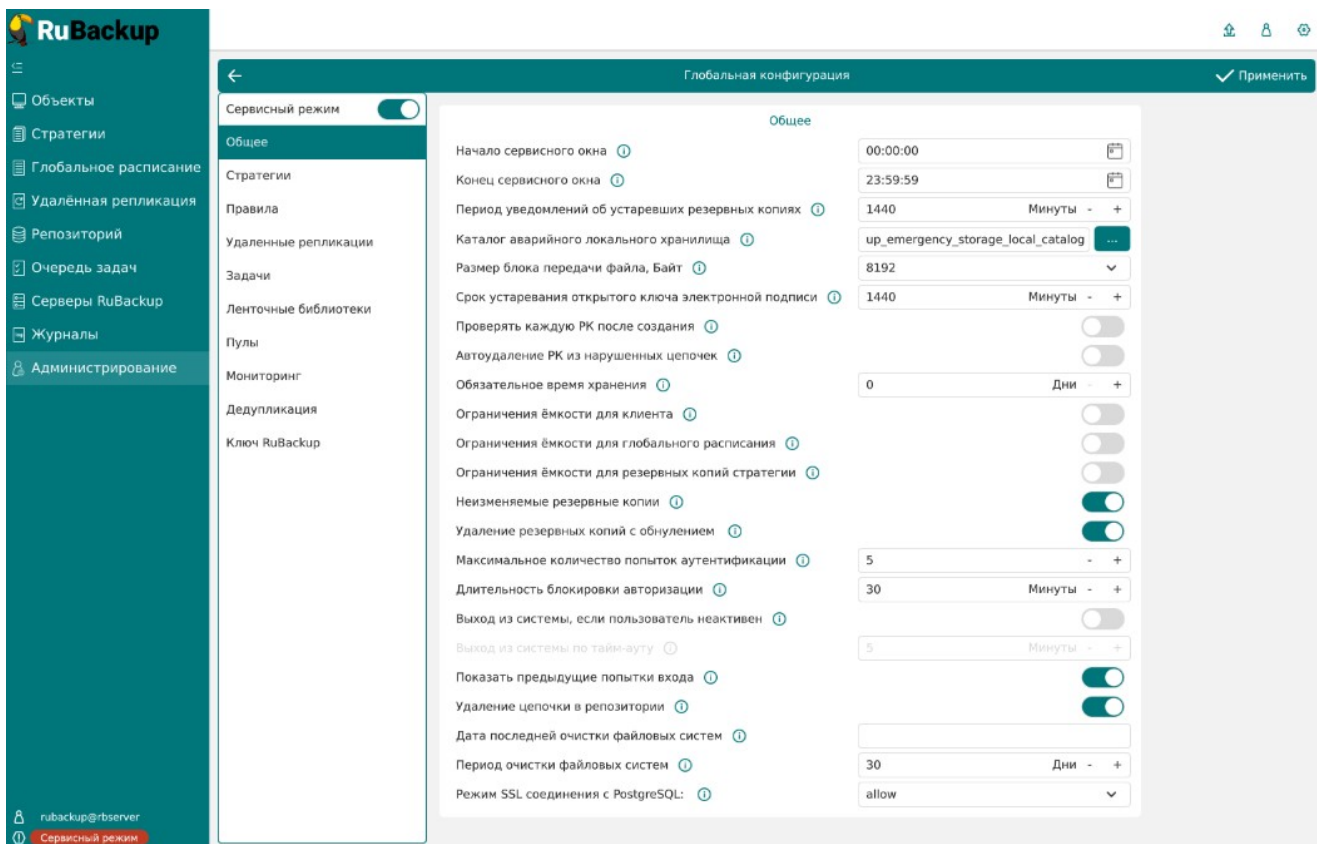 RuBackup
Глобальная конфигурация
Применить
Объекты
Стратегии
Глобальное расписание
Удалённая репликация
Репозиторий
Очередь задач
Серверы RuBackup
Журналы
Администрирование
rubackup@rbserver
Сервисный режим
Сервисный режим
Общее
Стратегии
Правила
Удаленные репликации
Задачи
Ленточные библиотеки
Пулы
Мониторинг
Дедупликация
Ключ RuBackup
Общее
Начало сервисного окна 00:00:00
Конец сервисного окна 23:59:59
Период уведомлений об устаревших резервных копиях 1440 Минуты - +
Каталог аварийного локального хранилища up_emergency_storage_local_catalog ...
Размер блока передачи файла, Байт 8192
Срок устаревания открытого ключа электронной подписи 1440 Минуты - +
Проверять каждую РК после создания
Автоудаление РК из нарушенных цепочек
Обязательное время хранения 0 Дни - +
Ограничения ёмкости для клиента
Ограничения ёмкости для глобального расписания
Ограничения ёмкости для резервных копий стратегии
Неизменяемые резервные копии
Удаление резервных копий с обнулением
Максимальное количество попыток аутентификации 5 - +
Длительность блокировки авторизации 30 Минуты - +
Выход из системы, если пользователь неактивен
Выход из системы по тайм-ауту 5 Минуты - +
Показать предыдущие попытки входа
Удаление цепочки в репозитории
Дата последней очистки файловых систем
Период очистки файловых систем 30 Дни - +
Режим SSL соединения с PostgreSQL: allow